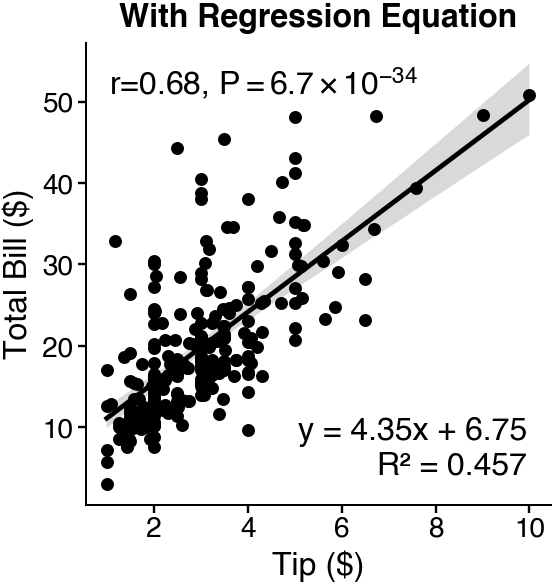 With Regression Equation
r=0.68, P = 6.7 × 10⁻³⁴
Total Bill ($)
50
40
30
20
10
y = 4.35x + 6.75
R² = 0.457
2 4 6 8 10
Tip ($)